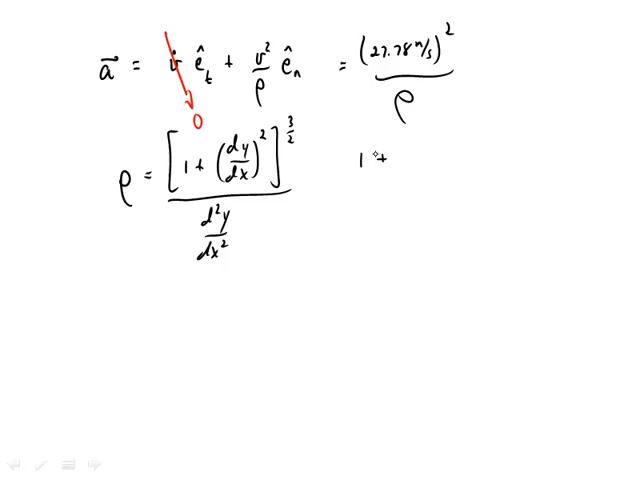 a⃗ = v̇ ê_t + v²/ρ ê_n = (27.78 m/s)²/ρ
0
ρ = [1 + (dy/dx)²]^(3/2) / (d²y/dx²)
1 +